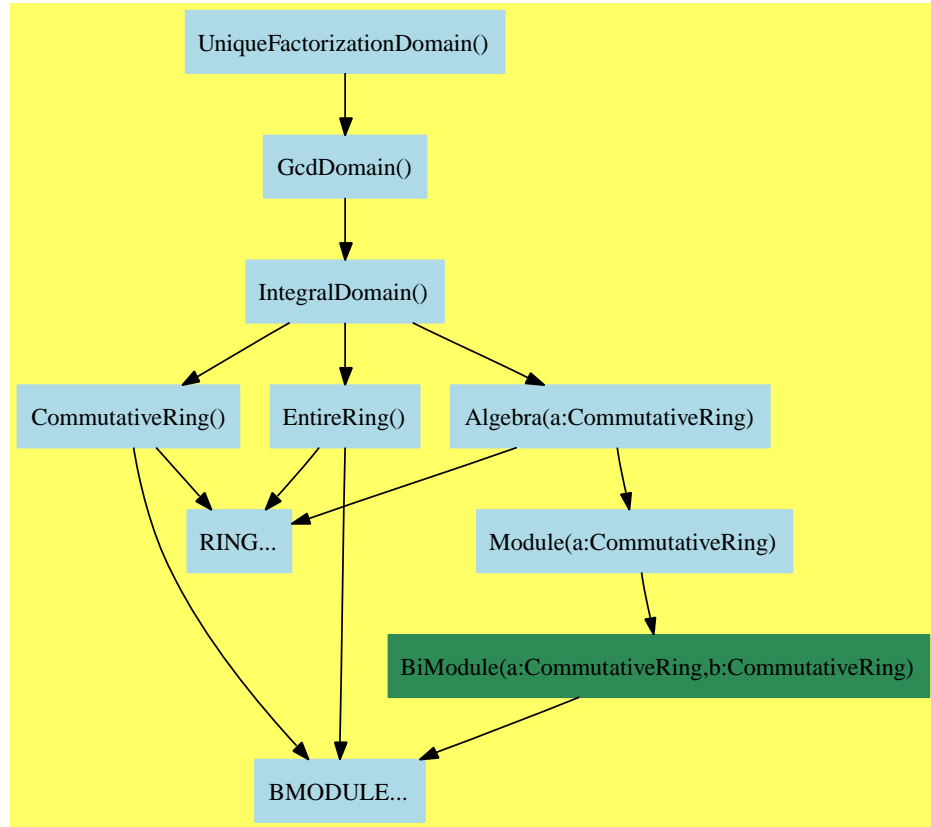 UniqueFactorizationDomain()
GcdDomain()
IntegralDomain()
CommutativeRing()
EntireRing()
Algebra(a:CommutativeRing)
RING...
Module(a:CommutativeRing)
BiModule(a:CommutativeRing,b:CommutativeRing)
BMODULE...